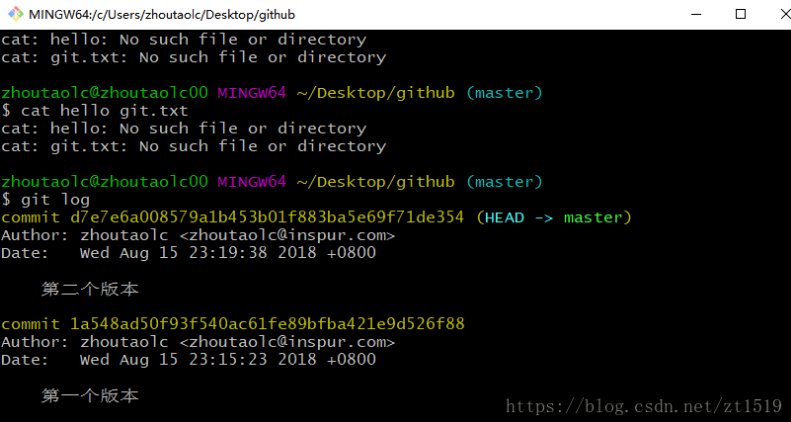 MINGW64:/c/Users/zhoutaolc/Desktop/github
cat: hello: No such file or directory
cat: git.txt: No such file or directory
zhoutaolc@zhoutaolc00 MINGW64 ~/Desktop/github (master)
$ cat hello git.txt
cat: hello: No such file or directory
cat: git.txt: No such file or directory
zhoutaolc@zhoutaolc00 MINGW64 ~/Desktop/github (master)
$ git log
commit d7e7e6a008579a1b453b01f883ba5e69f71de354 (HEAD -> master)
Author: zhoutaolc <zhoutaolc@inspur.com>
Date:   Wed Aug 15 23:19:38 2018 +0800
第二个版本
commit 1a548ad50f93f540ac61fe89bfba421e9d526f88
Author: zhoutaolc <zhoutaolc@inspur.com>
Date:   Wed Aug 15 23:15:23 2018 +0800
第一个版本
https://blog.csdn.net/zt1519